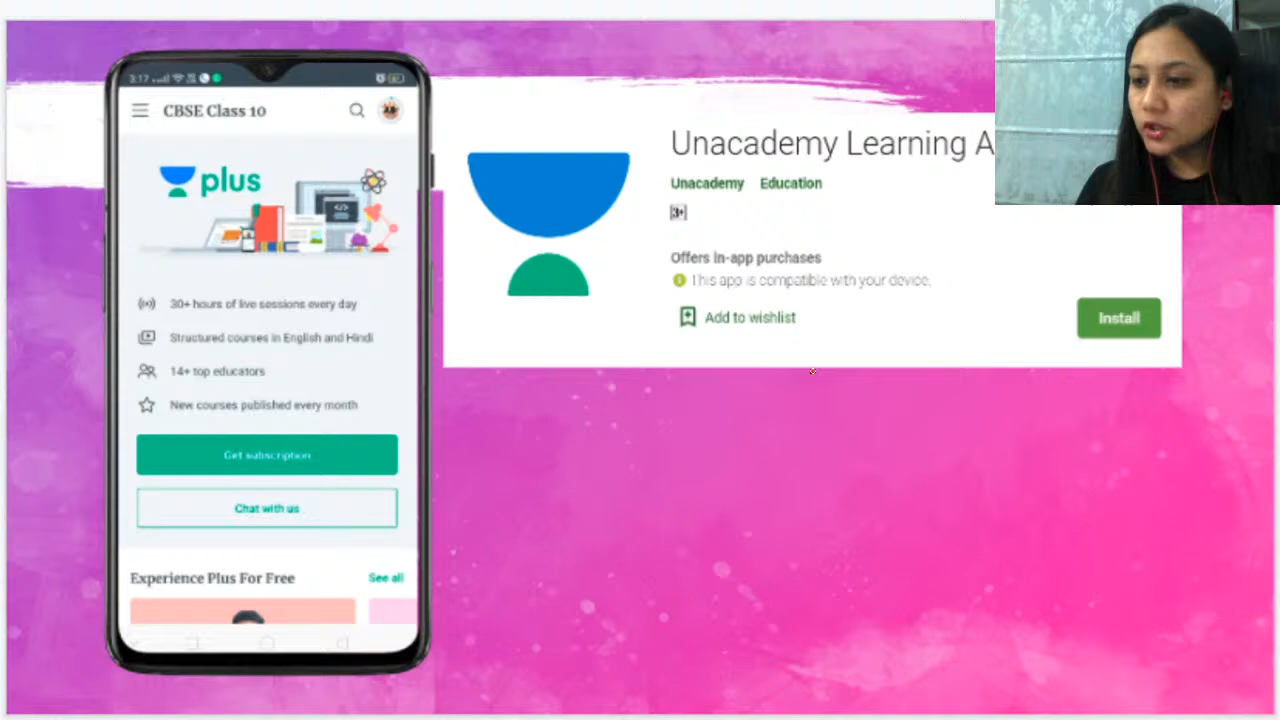 3:17
CBSE Class 10
plus
30+ hours of live sessions every day
Structured courses in English and Hindi
14+ top educators
New courses published every month
Get subscription
Chat with us
Experience Plus For Free
See all
Unacademy Learning A
Unacademy Education
3+
Offers in-app purchases
This app is compatible with your device.
Add to wishlist
Install